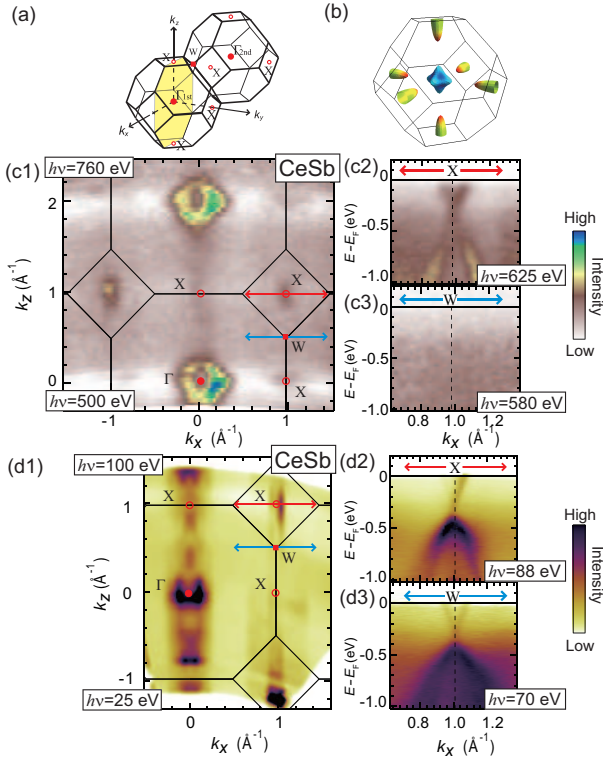 (a)
k_z
X
W
Γ_2nd
X
X
Γ_1st
X
k_y
k_x
X
(b)
(c1)
hν=760 eV
CeSb
2
1
0
k_Z (Å⁻¹)
X
X
W
Γ
X
hν=500 eV
-1
0
1
k_X (Å⁻¹)
(c2)
X
0
-0.5
-1.0
E−E_F (eV)
hν=625 eV
(c3)
W
0
-0.5
-1.0
E−E_F (eV)
hν=580 eV
0.8
1.0
1.2
k_X (Å⁻¹)
High
Intensity
Low
(d1)
hν=100 eV
CeSb
1
0
-1
k_Z (Å⁻¹)
X
X
W
Γ
X
hν=25 eV
-1
0
1
k_X (Å⁻¹)
(d2)
X
0
-0.5
-1.0
E−E_F (eV)
hν=88 eV
(d3)
W
0
-0.5
-1.0
E−E_F (eV)
hν=70 eV
0.8
1.0
1.2
k_X (Å⁻¹)
High
Intensity
Low